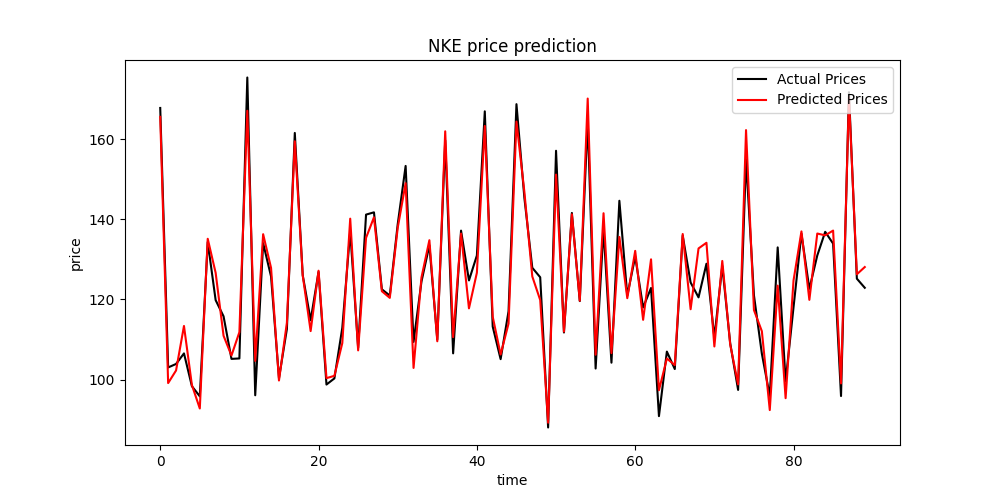 NKE price prediction
Actual Prices
Predicted Prices
160
140
120
100
price
0 20 40 60 80
time